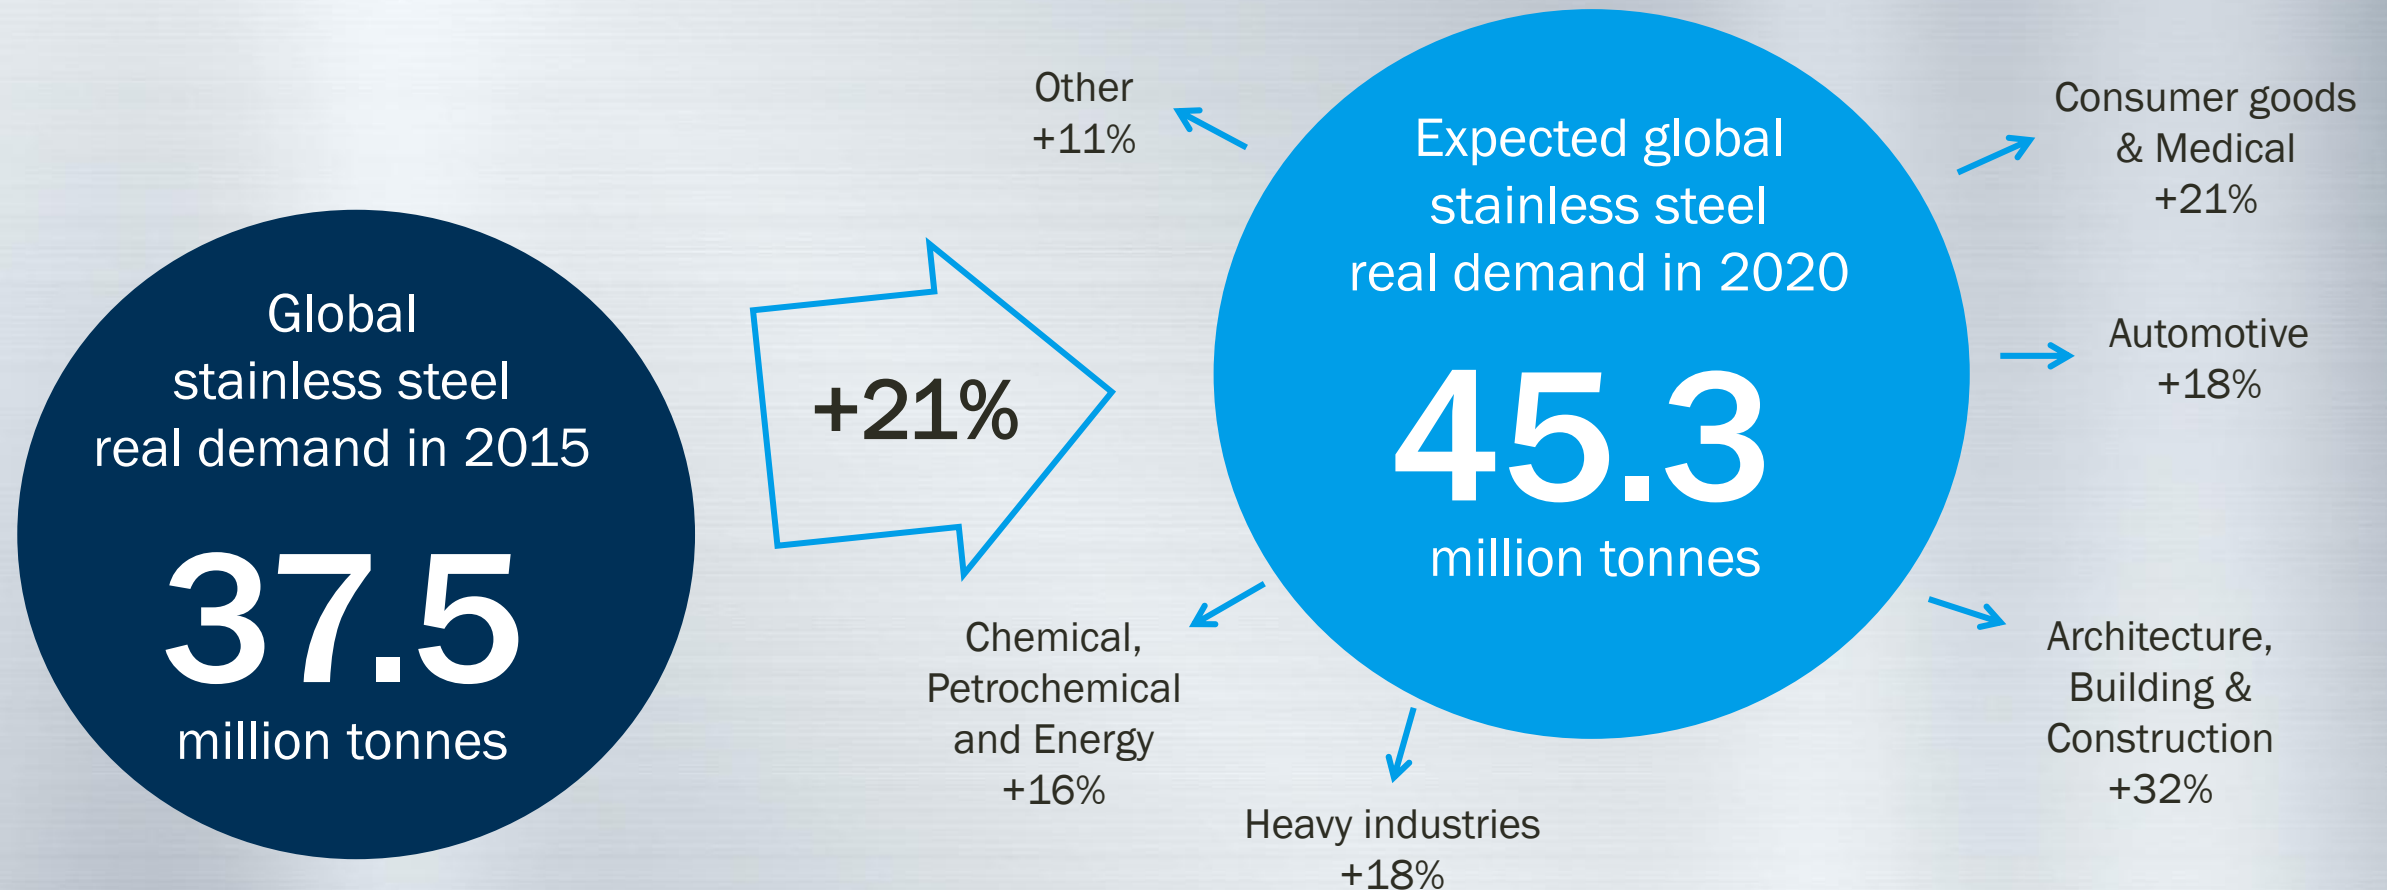 Global
stainless steel
real demand in 2015
37.5
million tonnes
+21%
Expected global
stainless steel
real demand in 2020
45.3
million tonnes
Other
+11%
Consumer goods
& Medical
+21%
Automotive
+18%
Architecture,
Building &
Construction
+32%
Heavy industries
+18%
Chemical,
Petrochemical
and Energy
+16%